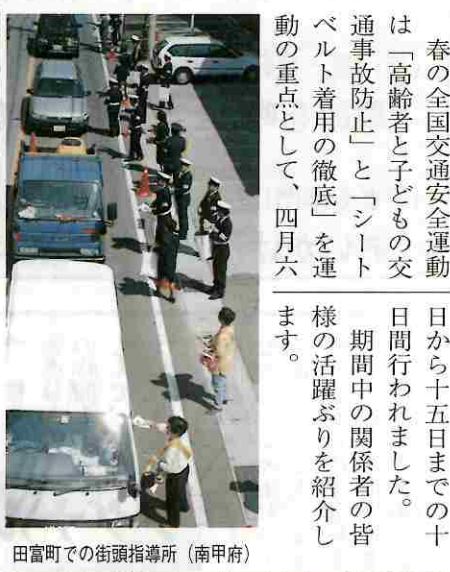 春の全国交通安全運動
は「高齢者と子どもの交
通事故防止」と「シート
ベルト着用の徹底」を運
動の重点として、四月六
日から十五日までの十
日間行われました。
期間中の関係者の皆
様の活躍ぶりを紹介し
ます。
田富町での街頭指導所（南甲府）